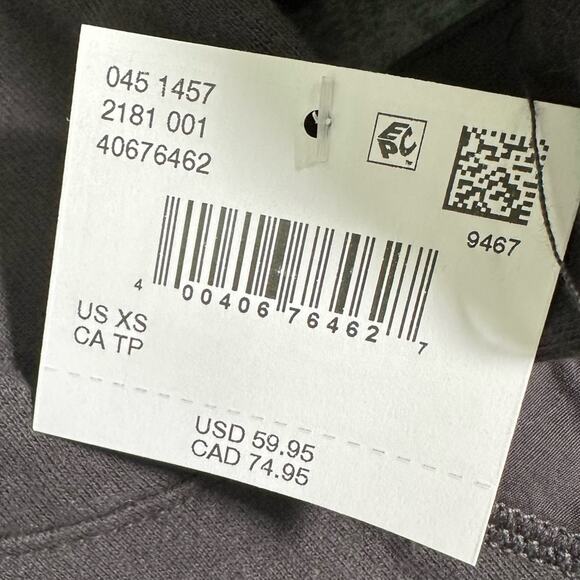 045 1457
2181 001
40676462
EPC
™
9467
4 00406 76462 7
US XS
CA TP
USD 59.95
CAD 74.95